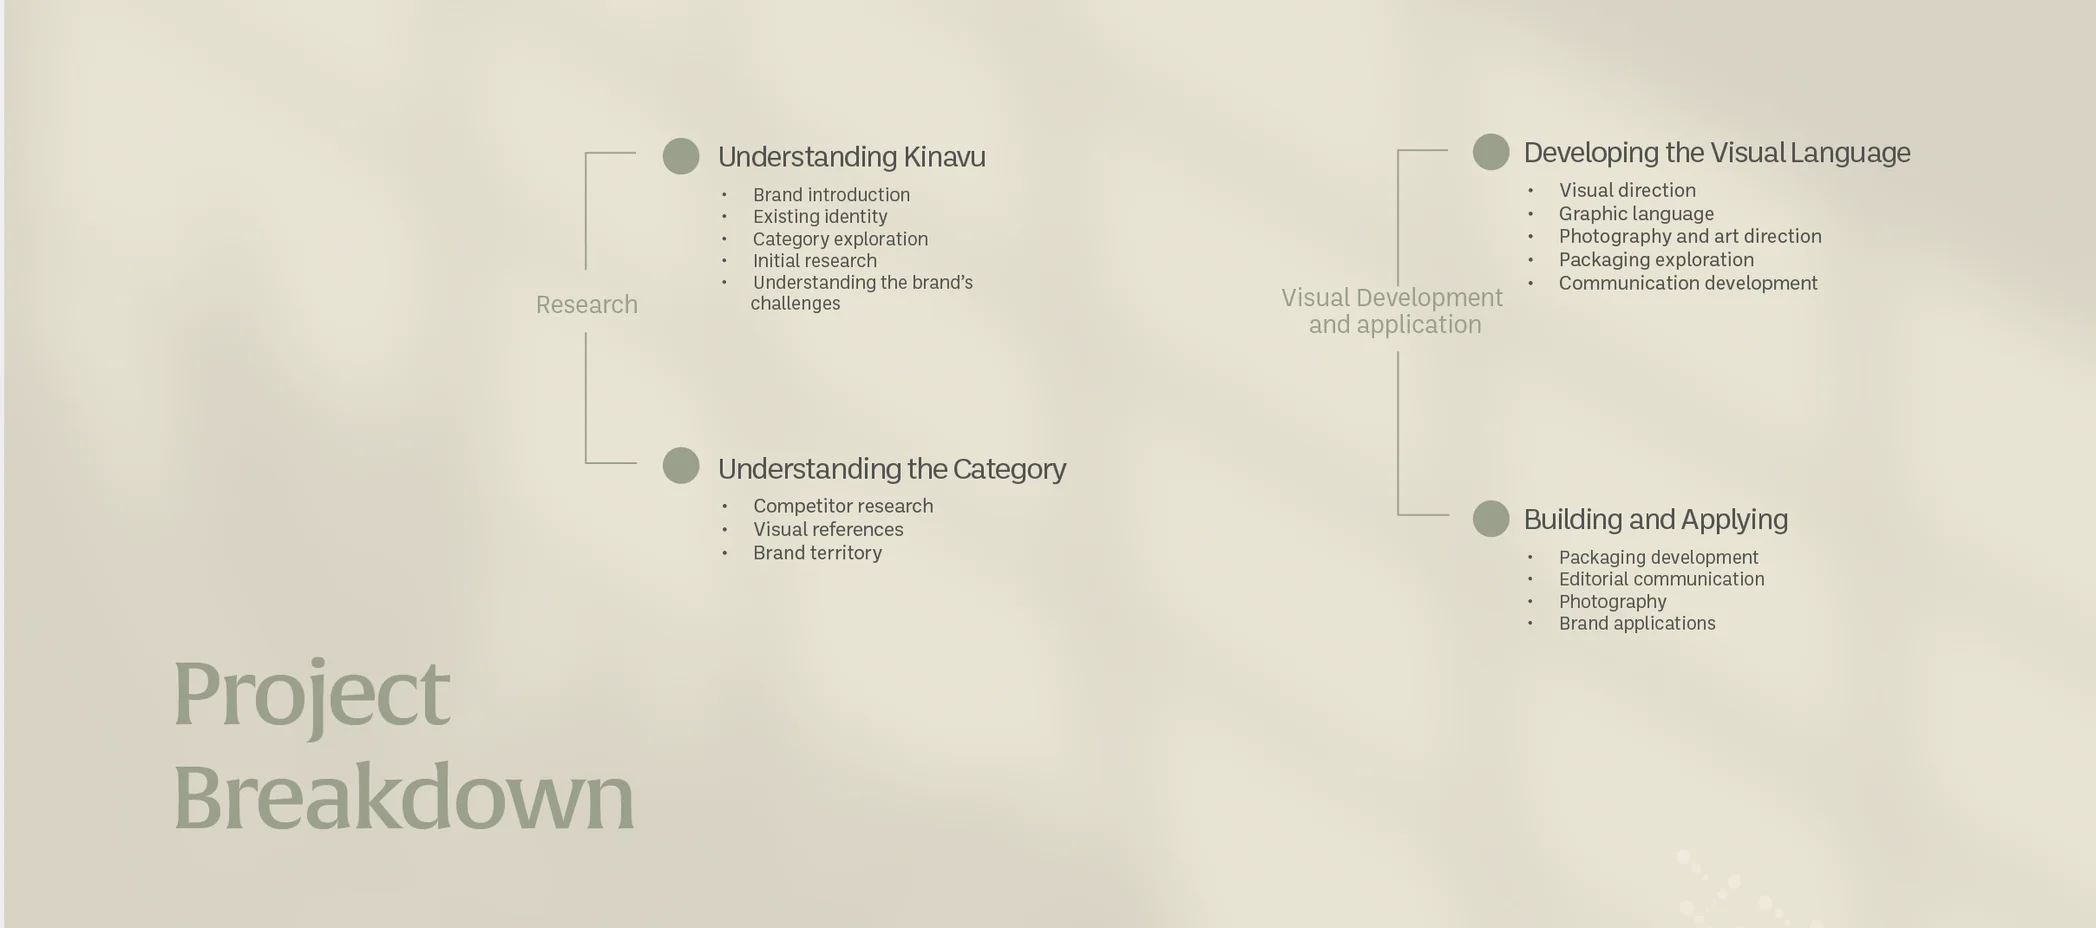 Research
Understanding Kinavu
• Brand introduction
• Existing identity
• Category exploration
• Initial research
• Understanding the brand’s
challenges
Understanding the Category
• Competitor research
• Visual references
• Brand territory
Visual Development
and application
Developing the Visual Language
• Visual direction
• Graphic language
• Photography and art direction
• Packaging exploration
• Communication development
Building and Applying
• Packaging development
• Editorial communication
• Photography
• Brand applications
Project
Breakdown